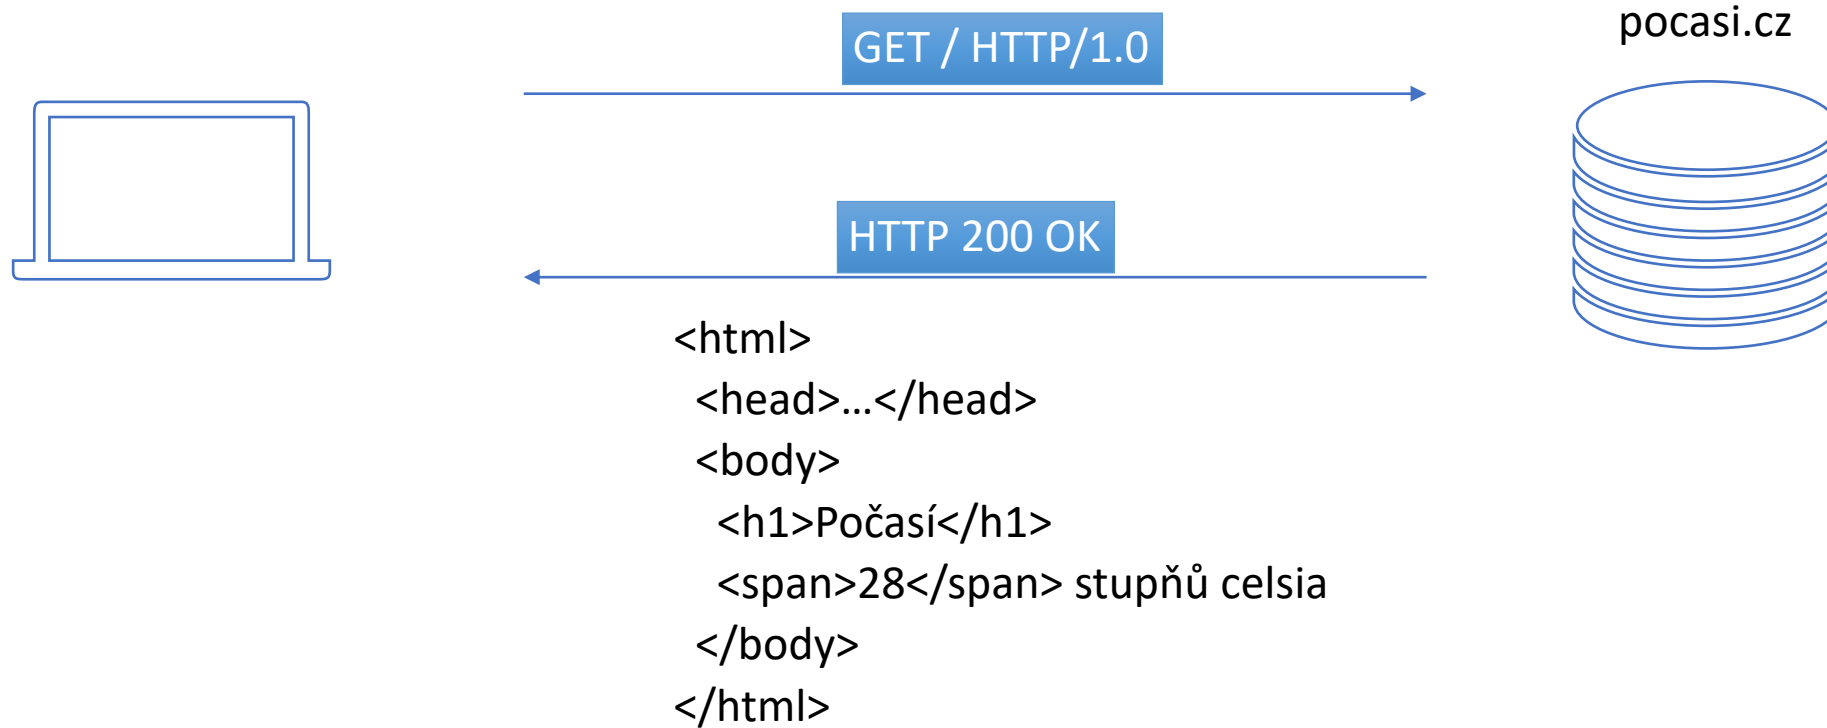 pocasi.cz
GET / HTTP/1.0
HTTP 200 OK
<html>
<head>...</head>
<body>
<h1>Počasí</h1>
<span>28</span> stupňů celsia
</body>
</html>